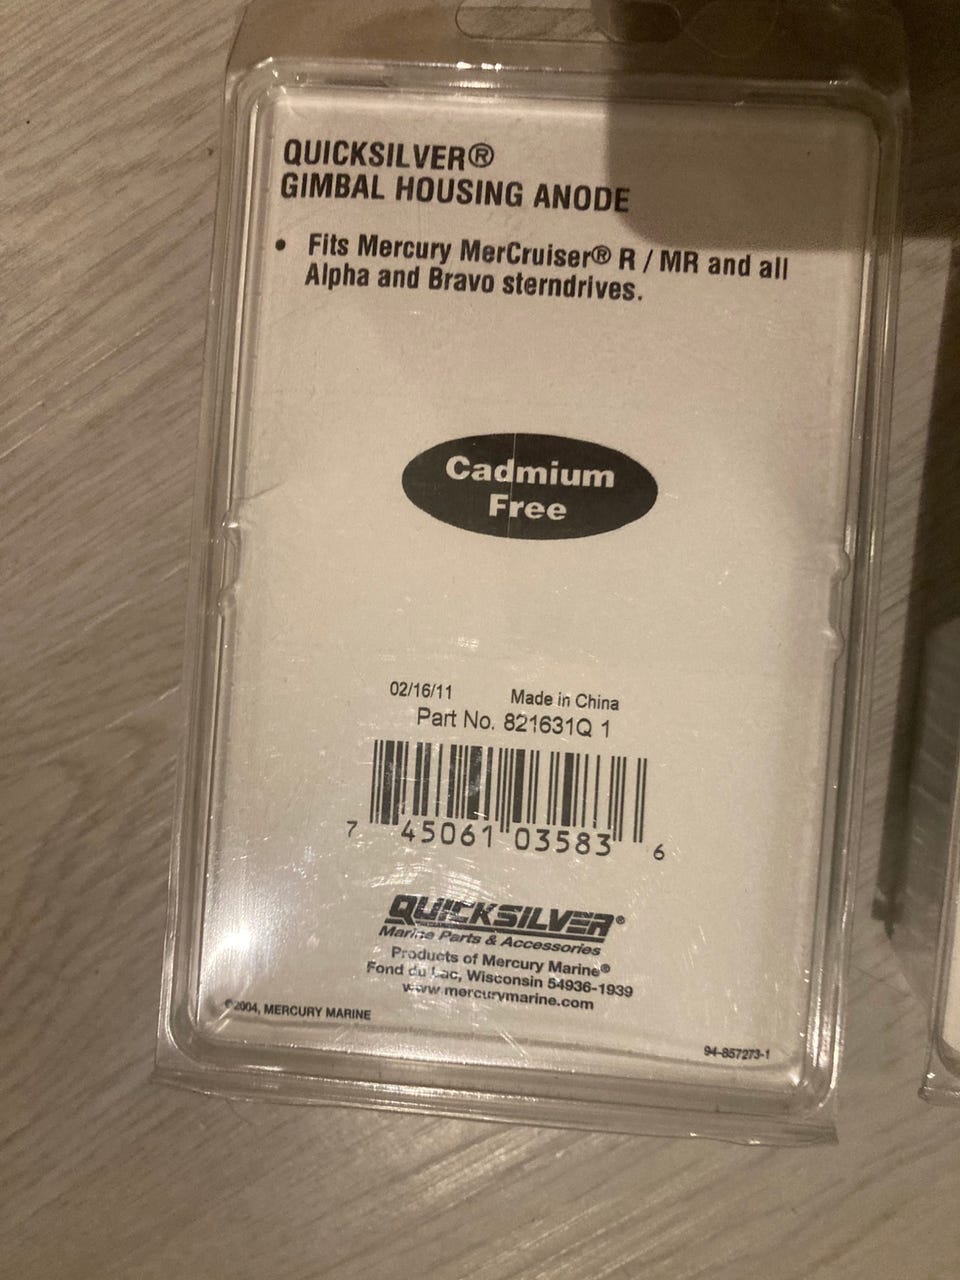 QUICKSILVER®
GIMBAL HOUSING ANODE
• Fits Mercury MerCruiser® R / MR and all
Alpha and Bravo sterndrives.
Cadmium
Free
02/16/11 Made in China
Part No. 821631Q 1
7 45061 03583 6
QUICKSILVER®
Marine Parts & Accessories
Products of Mercury Marine®
Fond du Lac, Wisconsin 54936-1939
www.mercurymarine.com
©2004, MERCURY MARINE
94-857273-1